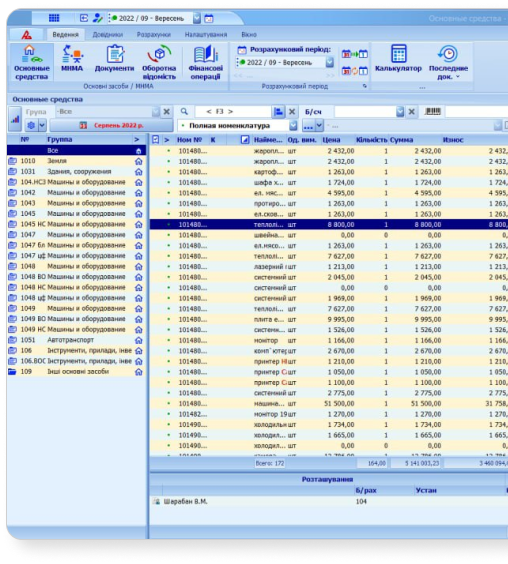 2022 / 09 - Вересень
Основные средства -
Ведення Довідники Розрахунки Налаштування Вікно
Основные средства
МНМА
Документи
Оборотна відомість
Фінансові операції
Розрахунковий період:
2022 / 09 - Вересень
Калькулятор
Последние док.
Основні засоби / МНМА
Розрахунковий період
...
Основные средства
Группа -Все
< F3 >
Б/сч
Серпень 2022 р.
Полная номенклатура
...
№ Группа >
Все
1010 Земля
1031 Здания, сооружения
104.НСЗ Машины и оборудование
1042 Машины и оборудование
1043 Машины и оборудование
1045 Машины и оборудование
1045 НС Машины и оборудование
1047 Машины и оборудование
1047 бл Машины и оборудование
1047 цф Машины и оборудование
1048 Машины и оборудование
1048 ВО Машины и оборудование
1048 НС Машины и оборудование
1048 цф Машины и оборудование
1049 Машины и оборудование
1049 ВО Машины и оборудование
1049 НС Машины и оборудование
1051 Автотранспорт
106 Інструменти, прилади, інве
106.ВОС Інструменти, прилади, інве
109 Інші основні засоби
> Ном № К Найме... Од. вим. Цена Кількість Сумма Износ
101480... жаропл... шт 2 432,00 1 2 432,00 2 432,
101480... жаропл... шт 2 432,00 1 2 432,00 2 432,
101480... картоф... шт 1 263,00 1 1 263,00 1 263,
101480... шафа х... шт 1 724,00 1 1 724,00 1 724,
101480... ел. мяс... шт 4 595,00 1 4 595,00 4 595,
101480... протиро... шт 1 263,00 1 1 263,00 1 263,
101480... ел.сков... шт 1 263,00 1 1 263,00 1 263,
101480... теплолі... шт 8 800,00 1 8 800,00 8 800,
101480... швейна... шт 0,00 0 0,00 0,
101480... ел.мясо... шт 1 263,00 1 1 263,00 1 263,
101480... теплолі... шт 7 627,00 1 7 627,00 7 627,
101480... лазерний шт 1 213,00 1 1 213,00 1 213,
101480... системний шт 2 045,00 1 2 045,00 2 045,
101480... системний шт 0,00 0 0,00 0,
101480... системний шт 1 969,00 1 1 969,00 1 969,
101480... теплолі... шт 7 627,00 1 7 627,00 7 627,
101480... плита е... шт 9 995,00 1 9 995,00 9 995,
101480... системн... шт 1 526,00 1 1 526,00 1 526,
101480... монітор шт 1 166,00 1 1 166,00 1 166,
101480... комп`ютер шт 2 670,00 1 2 670,00 2 670,
101480... принтер шт 1 210,00 1 1 210,00 1 210,
101480... принтер шт 1 050,00 1 1 050,00 1 050,
101480... принтер шт 1 100,00 1 1 100,00 1 100,
101480... системний шт 2 775,00 1 2 775,00 2 775,
101480... машина... шт 51 500,00 1 51 500,00 31 758,
101482... монітор 19 шт 1 270,00 1 1 270,00 1 270,
101490... холодильн шт 1 734,00 1 1 734,00 1 734,
101490... холодил... шт 1 665,00 1 1 665,00 1 665,
101490... холодил... шт 0,00 0 0,00 0,
Всего: 172 164,00 5 141 003,23
Розташування
Б/рах Устан
Шарабан В.М. 104